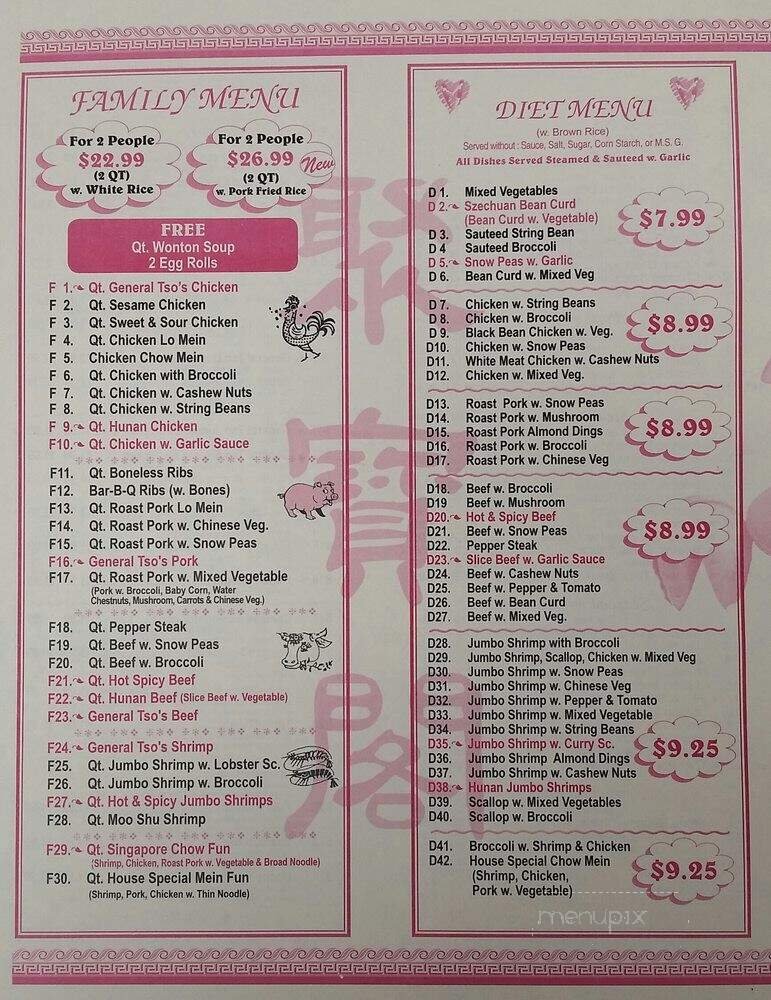 FAMILY MENU
For 2 People
$22.99
(2 QT)
w. White Rice
For 2 People
$26.99
(2 QT)
w. Pork Fried Rice
New
FREE
Qt. Wonton Soup
2 Egg Rolls
F 1. Qt. General Tso's Chicken
F 2. Qt. Sesame Chicken
F 3. Qt. Sweet & Sour Chicken
F 4. Qt. Chicken Lo Mein
F 5. Chicken Chow Mein
F 6. Qt. Chicken with Broccoli
F 7. Qt. Chicken w. Cashew Nuts
F 8. Qt. Chicken w. String Beans
F 9. Qt. Hunan Chicken
F10. Qt. Chicken w. Garlic Sauce
F11. Qt. Boneless Ribs
F12. Bar-B-Q Ribs (w. Bones)
F13. Qt. Roast Pork Lo Mein
F14. Qt. Roast Pork w. Chinese Veg.
F15. Qt. Roast Pork w. Snow Peas
F16. General Tso's Pork
F17. Qt. Roast Pork w. Mixed Vegetable
(Pork w. Broccoli, Baby Corn, Water
Chestnuts, Mushroom, Carrots & Chinese Veg.)
F18. Qt. Pepper Steak
F19. Qt. Beef w. Snow Peas
F20. Qt. Beef w. Broccoli
F21. Qt. Hot Spicy Beef
F22. Qt. Hunan Beef (Slice Beef w. Vegetable)
F23. General Tso's Beef
F24. General Tso's Shrimp
F25. Qt. Jumbo Shrimp w. Lobster Sc.
F26. Qt. Jumbo Shrimp w. Broccoli
F27. Qt. Hot & Spicy Jumbo Shrimps
F28. Qt. Moo Shu Shrimp
F29. Qt. Singapore Chow Fun
(Shrimp, Chicken, Roast Pork w. Vegetable & Broad Noodle)
F30. Qt. House Special Mein Fun
(Shrimp, Pork, Chicken w. Thin Noodle)
聚
寶
閣
DIET MENU
(w. Brown Rice)
Served without : Sauce, Salt, Sugar, Corn Starch, or M.S. G.
All Dishes Served Steamed & Sauteed w. Garlic
D 1. Mixed Vegetables
D 2. Szechuan Bean Curd
(Bean Curd w. Vegetable)
D 3. Sauteed String Bean
D 4 Sauteed Broccoli
D 5. Snow Peas w. Garlic
D 6. Bean Curd w. Mixed Veg
$7.99
D 7. Chicken w. String Beans
D 8. Chicken w. Broccoli
D 9. Black Bean Chicken w. Veg.
D10. Chicken w. Snow Peas
D11. White Meat Chicken w. Cashew Nuts
D12. Chicken w. Mixed Veg.
$8.99
D13. Roast Pork w. Snow Peas
D14. Roast Pork w. Mushroom
D15. Roast Pork Almond Dings
D16. Roast Pork w. Broccoli
D17. Roast Pork w. Chinese Veg
$8.99
D18. Beef w. Broccoli
D19 Beef w. Mushroom
D20. Hot & Spicy Beef
D21. Beef w. Snow Peas
D22. Pepper Steak
D23. Slice Beef w. Garlic Sauce
D24. Beef w. Cashew Nuts
D25. Beef w. Pepper & Tomato
D26. Beef w. Bean Curd
D27. Beef w. Mixed Veg.
$8.99
D28. Jumbo Shrimp with Broccoli
D29. Jumbo Shrimp, Scallop, Chicken w. Mixed Veg
D30. Jumbo Shrimp w. Snow Peas
D31. Jumbo Shrimp w. Chinese Veg
D32. Jumbo Shrimp w. Pepper & Tomato
D33. Jumbo Shrimp w. Mixed Vegetable
D34. Jumbo Shrimp w. String Beans
D35. Jumbo Shrimp w. Curry Sc.
D36. Jumbo Shrimp Almond Dings
D37. Jumbo Shrimp w. Cashew Nuts
D38. Hunan Jumbo Shrimps
D39. Scallop w. Mixed Vegetables
D40. Scallop w. Broccoli
$9.25
D41. Broccoli w. Shrimp & Chicken
D42. House Special Chow Mein
(Shrimp, Chicken,
Pork w. Vegetable)
$9.25
menupix